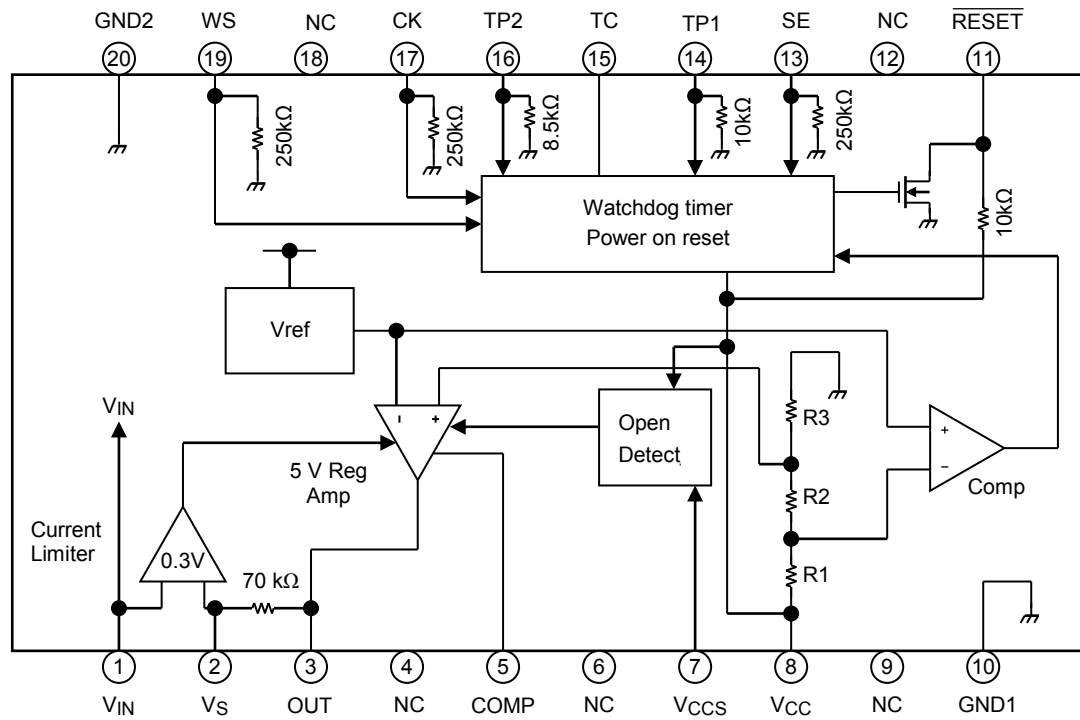 GND2 WS NC CK TP2 TC TP1 SE NC RESET
20 19 18 17 16 15 14 13 12 11
250kΩ 250kΩ 8.5kΩ 10kΩ 250kΩ 10kΩ
Watchdog timer
Power on reset
Vref
VIN
5 V Reg
Amp
Open
Detect
R3
R2
R1
+
−
Comp
Current
Limiter
0.3V
70 kΩ
1 2 3 4 5 6 7 8 9 10
VIN VS OUT NC COMP NC VCCS VCC NC GND1